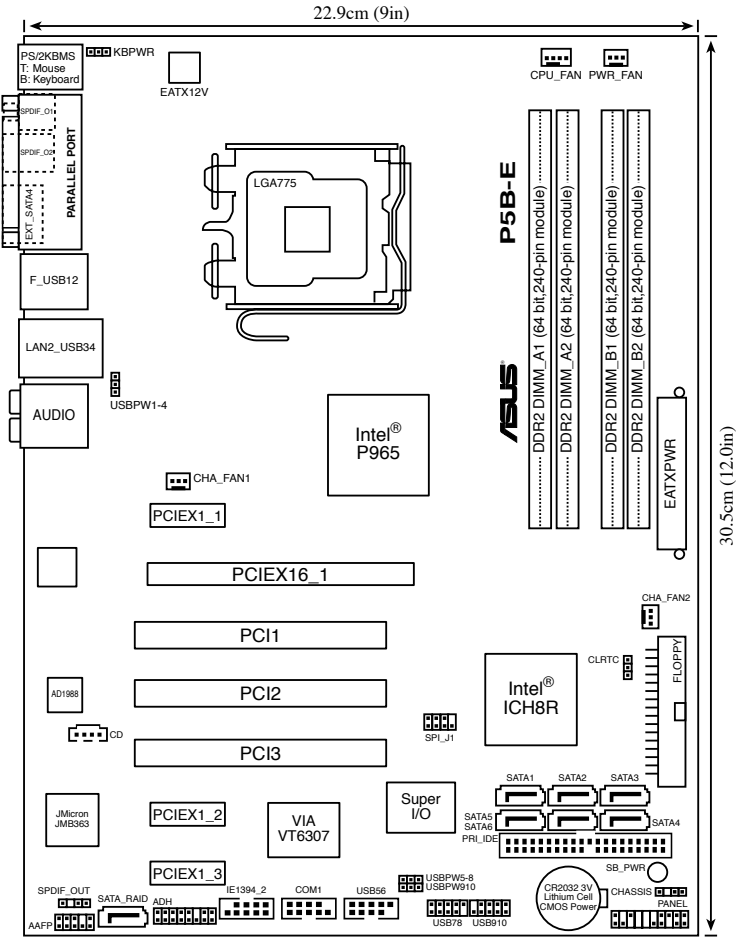 22.9cm (9in)
PS/2KBMS
T: Mouse
B: Keyboard
KBPWR
EATX12V
CPU_FAN
PWR_FAN
SPDIF_O1
SPDIF_O2
EXT_SATA4
PARALLEL PORT
LGA775
P5B-E
ASUS
DDR2 DIMM_A1 (64 bit,240-pin module)
DDR2 DIMM_A2 (64 bit,240-pin module)
DDR2 DIMM_B1 (64 bit,240-pin module)
DDR2 DIMM_B2 (64 bit,240-pin module)
F_USB12
LAN2_USB34
USBPW1-4
AUDIO
Intel®
P965
EATXPWR
30.5cm (12.0in)
CHA_FAN1
PCIEX1_1
PCIEX16_1
CHA_FAN2
PCI1
CLRTC
FLOPPY
AD1988
PCI2
Intel®
ICH8R
CD
SPI_J1
PCI3
SATA1
SATA2
SATA3
JMicron
JMB363
PCIEX1_2
VIA
VT6307
Super
I/O
SATA5
SATA6
SATA4
PRI_IDE
PCIEX1_3
USBPW5-8
USBPW910
SB_PWR
CR2032 3V
Lithium Cell
CMOS Power
CHASSIS
PANEL
SPDIF_OUT
SATA_RAID
ADH
IE1394_2
COM1
USB56
AAFP
USB78
USB910